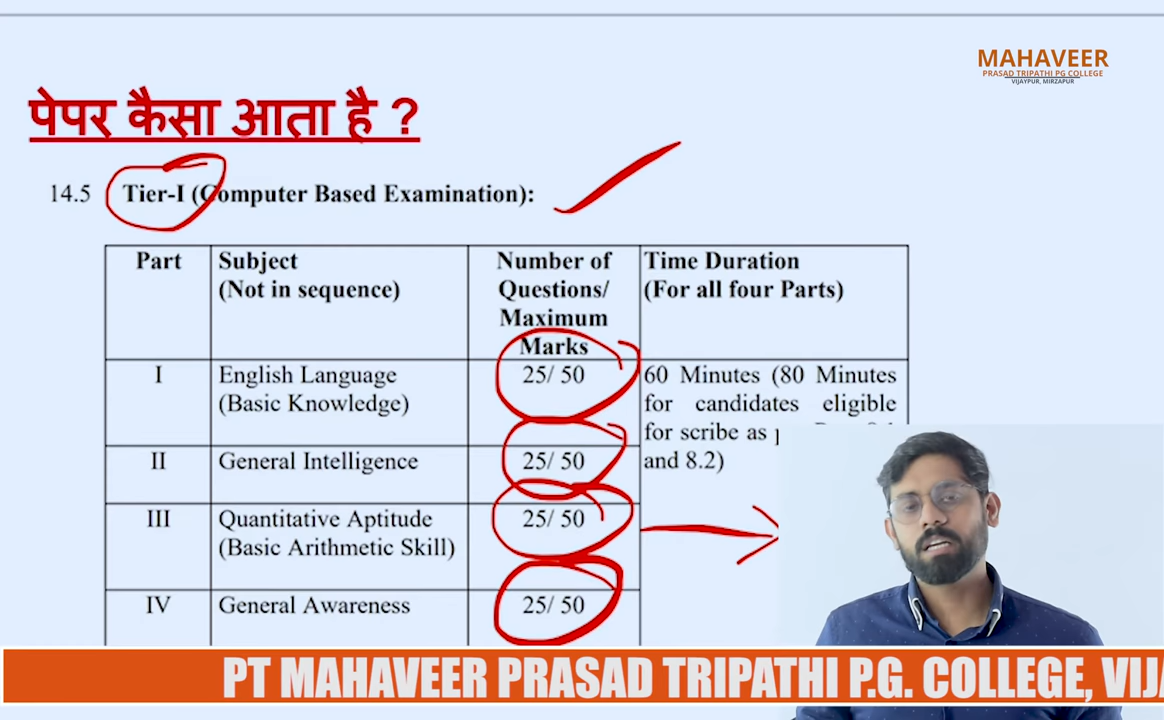 MAHAVEER
PRASAD TRIPATHI PG COLLEGE
VIJAYPUR, MIRZAPUR
पेपर कैसा आता है ?
14.5 Tier-I (Computer Based Examination):
Part Subject (Not in sequence) Number of Questions/ Maximum Marks Time Duration (For all four Parts)
I English Language (Basic Knowledge) 25/ 50 60 Minutes (80 Minutes for candidates eligible for scribe as and 8.2)
II General Intelligence 25/ 50
III Quantitative Aptitude (Basic Arithmetic Skill) 25/ 50
IV General Awareness 25/ 50
PT MAHAVEER PRASAD TRIPATHI P.G. COLLEGE,